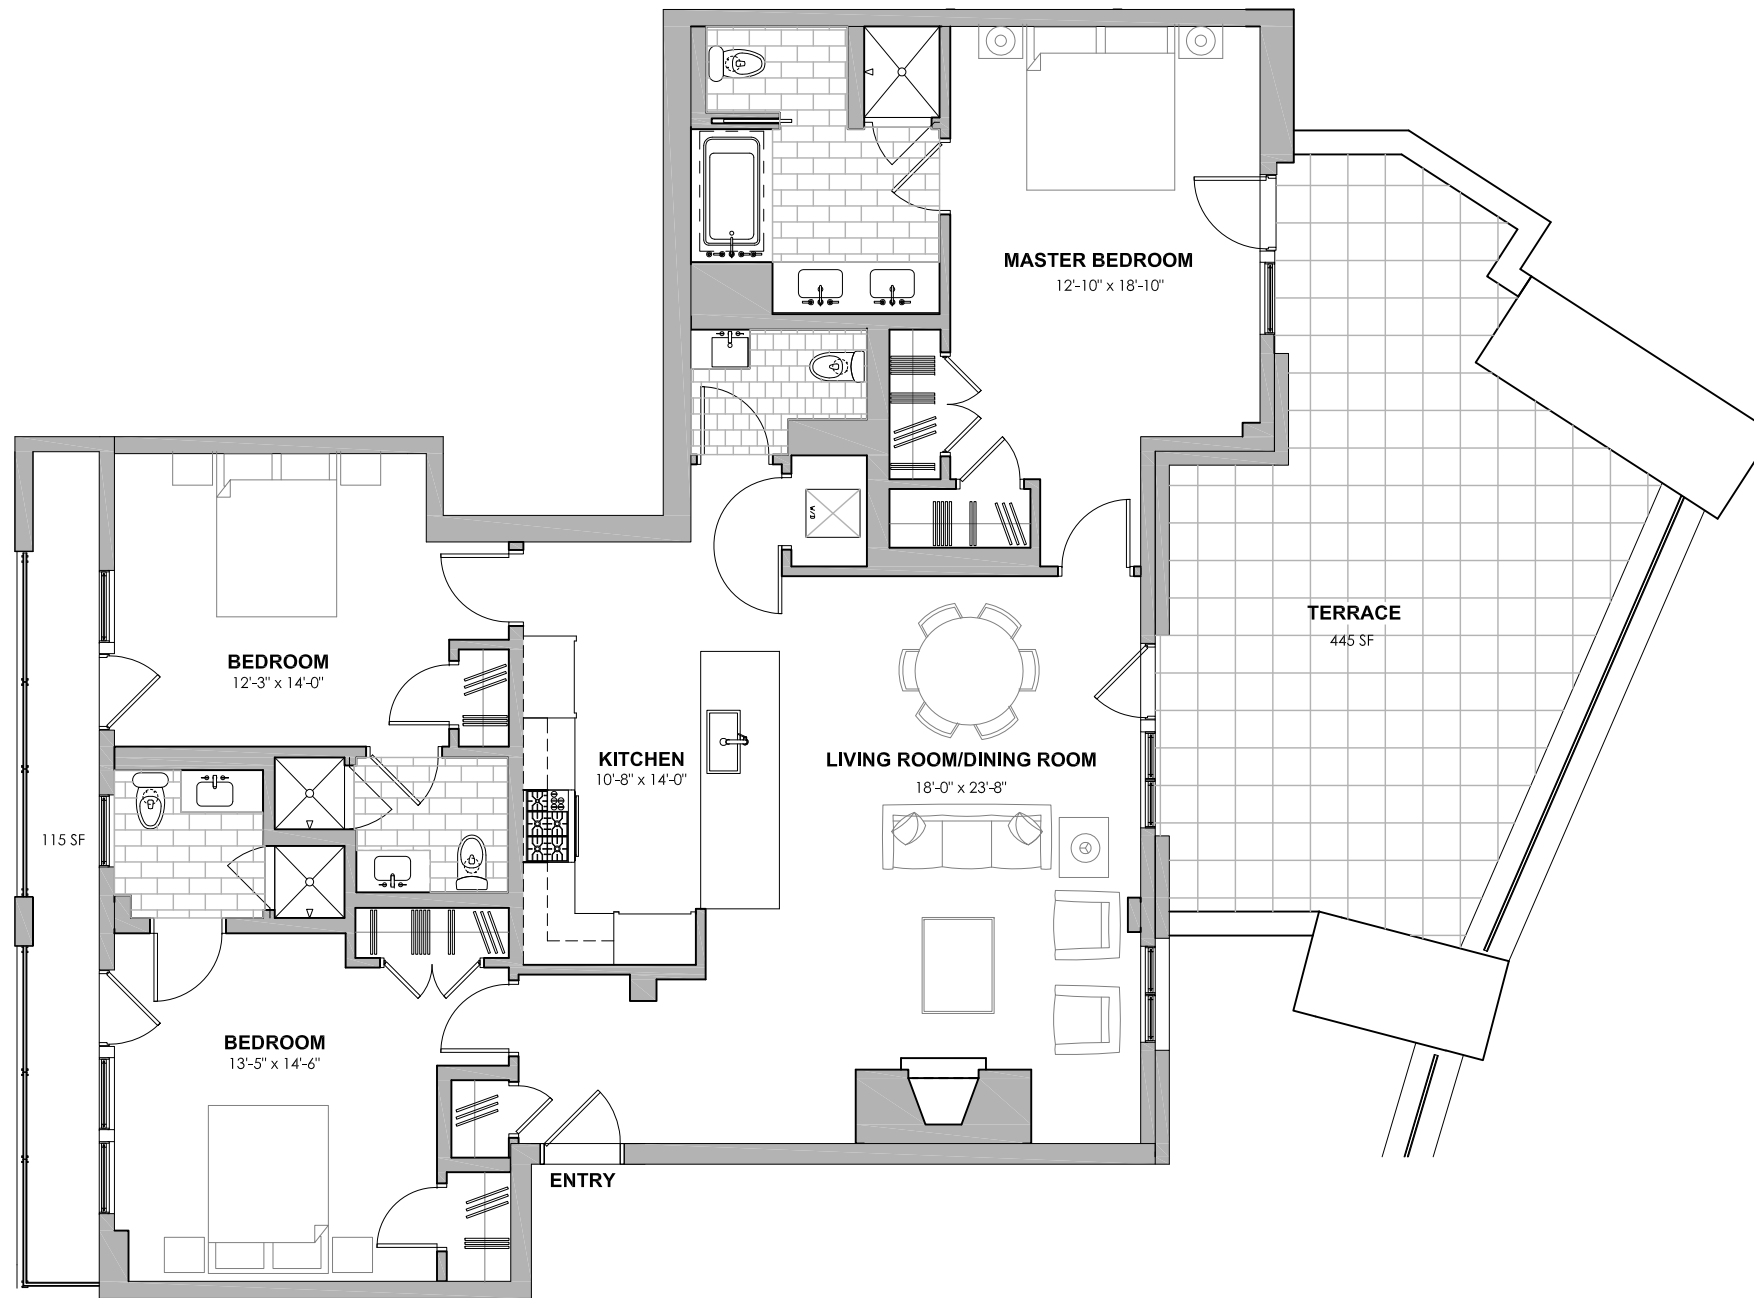 MASTER BEDROOM
12'-10" x 18'-10"
W/D
TERRACE
445 SF
BEDROOM
12'-3" x 14'-0"
KITCHEN
10'-8" x 14'-0"
LIVING ROOM/DINING ROOM
18'-0" x 23'-8"
115 SF
BEDROOM
13'-5" x 14'-6"
ENTRY